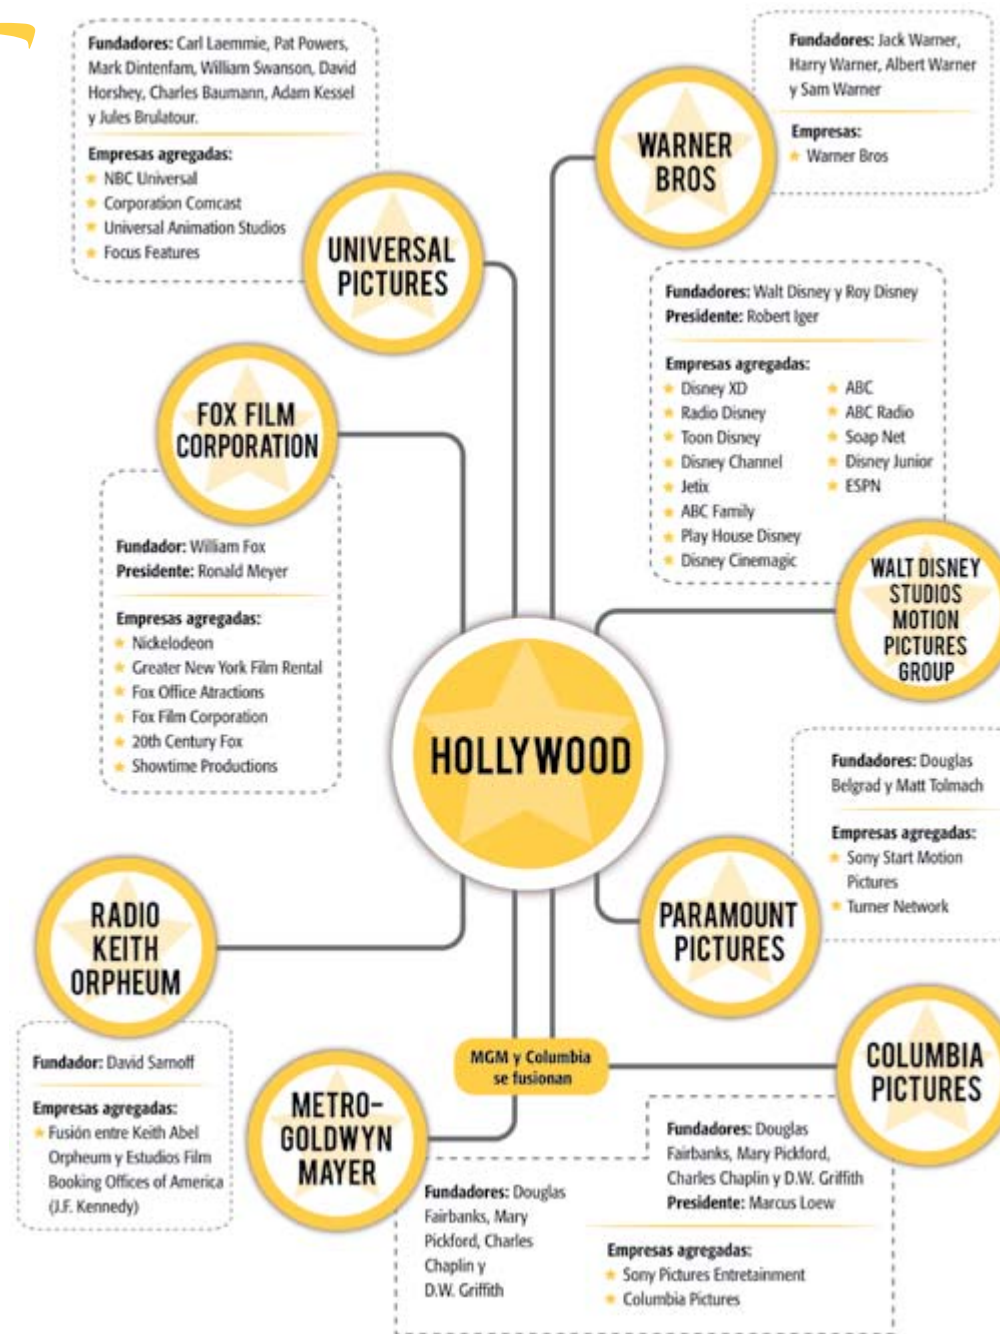 Fundadores: Carl Laemmie, Pat Powers,
Mark Dintenfam, William Swanson, David
Horshey, Charles Baumann, Adam Kessel
y Jules Brulatour.
Empresas agregadas:
NBC Universal
Corporation Comcast
Universal Animation Studios
Focus Features
UNIVERSAL
PICTURES
Fundadores: Jack Warner,
Harry Warner, Albert Warner
y Sam Warner
Empresas:
Warner Bros
WARNER
BROS
Fundadores: Walt Disney y Roy Disney
Presidente: Robert Iger
Empresas agregadas:
Disney XD
Radio Disney
Toon Disney
Disney Channel
Jetix
ABC Family
Play House Disney
Disney Cinemagic
ABC
ABC Radio
Soap Net
Disney Junior
ESPN
WALT DISNEY
STUDIOS
MOTION
PICTURES
GROUP
FOX FILM
CORPORATION
Fundador: William Fox
Presidente: Ronald Meyer
Empresas agregadas:
Nickelodeon
Greater New York Film Rental
Fox Office Atractions
Fox Film Corporation
20th Century Fox
Showtime Productions
HOLLYWOOD
Fundadores: Douglas
Belgrad y Matt Tolmach
Empresas agregadas:
Sony Start Motion
Pictures
Turner Network
PARAMOUNT
PICTURES
RADIO
KEITH
ORPHEUM
Fundador: David Sarnoff
Empresas agregadas:
Fusión entre Keith Abel
Orpheum y Estudios Film
Booking Offices of America
(J.F. Kennedy)
MGM y Columbia
se fusionan
COLUMBIA
PICTURES
METRO-
GOLDWYN
MAYER
Fundadores: Douglas
Fairbanks, Mary
Pickford, Charles
Chaplin y
D.W. Griffith
Fundadores: Douglas
Fairbanks, Mary Pickford,
Charles Chaplin y D.W. Griffith
Presidente: Marcus Loew
Empresas agregadas:
Sony Pictures Entretainment
Columbia Pictures